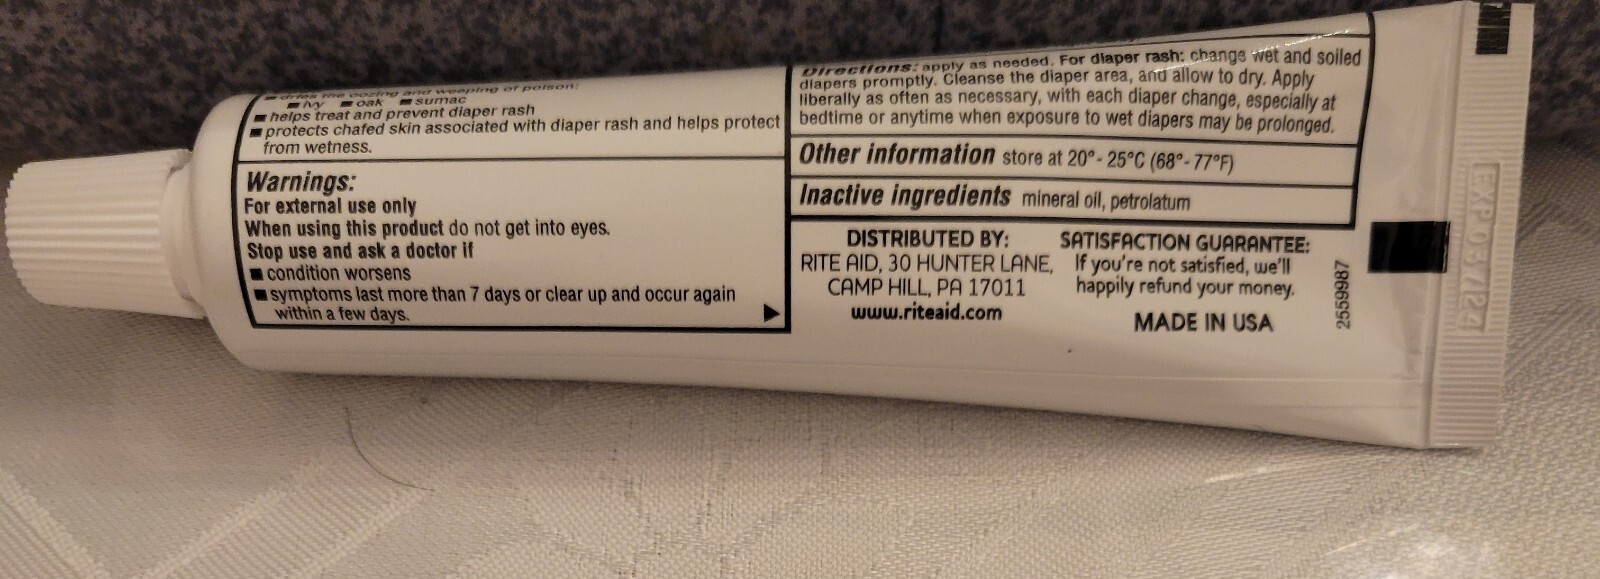 ■ dries the oozing and weeping of poison:
■ ivy ■ oak ■ sumac
■ helps treat and prevent diaper rash
■ protects chafed skin associated with diaper rash and helps protect
from wetness.
Warnings:
For external use only
When using this product do not get into eyes.
Stop use and ask a doctor if
■ condition worsens
■ symptoms last more than 7 days or clear up and occur again
within a few days.
Directions: apply as needed. For diaper rash: change wet and soiled
diapers promptly. Cleanse the diaper area, and allow to dry. Apply
liberally as often as necessary, with each diaper change, especially at
bedtime or anytime when exposure to wet diapers may be prolonged.
Other information store at 20°- 25°C (68°- 77°F)
Inactive ingredients mineral oil, petrolatum
DISTRIBUTED BY:
RITE AID, 30 HUNTER LANE,
CAMP HILL, PA 17011
www.riteaid.com
SATISFACTION GUARANTEE:
If you're not satisfied, we'll
happily refund your money.
MADE IN USA
2559987
EXP 03/24